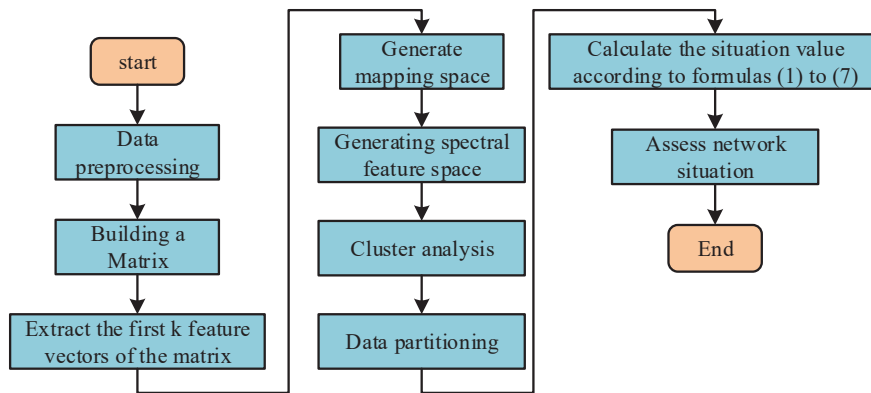 start
Data
preprocessing
Building a
Matrix
Extract the first k feature
vectors of the matrix
Generate
mapping space
Generating spectral
feature space
Cluster analysis
Data partitioning
Calculate the situation value
according to formulas (1) to (7)
Assess network
situation
End